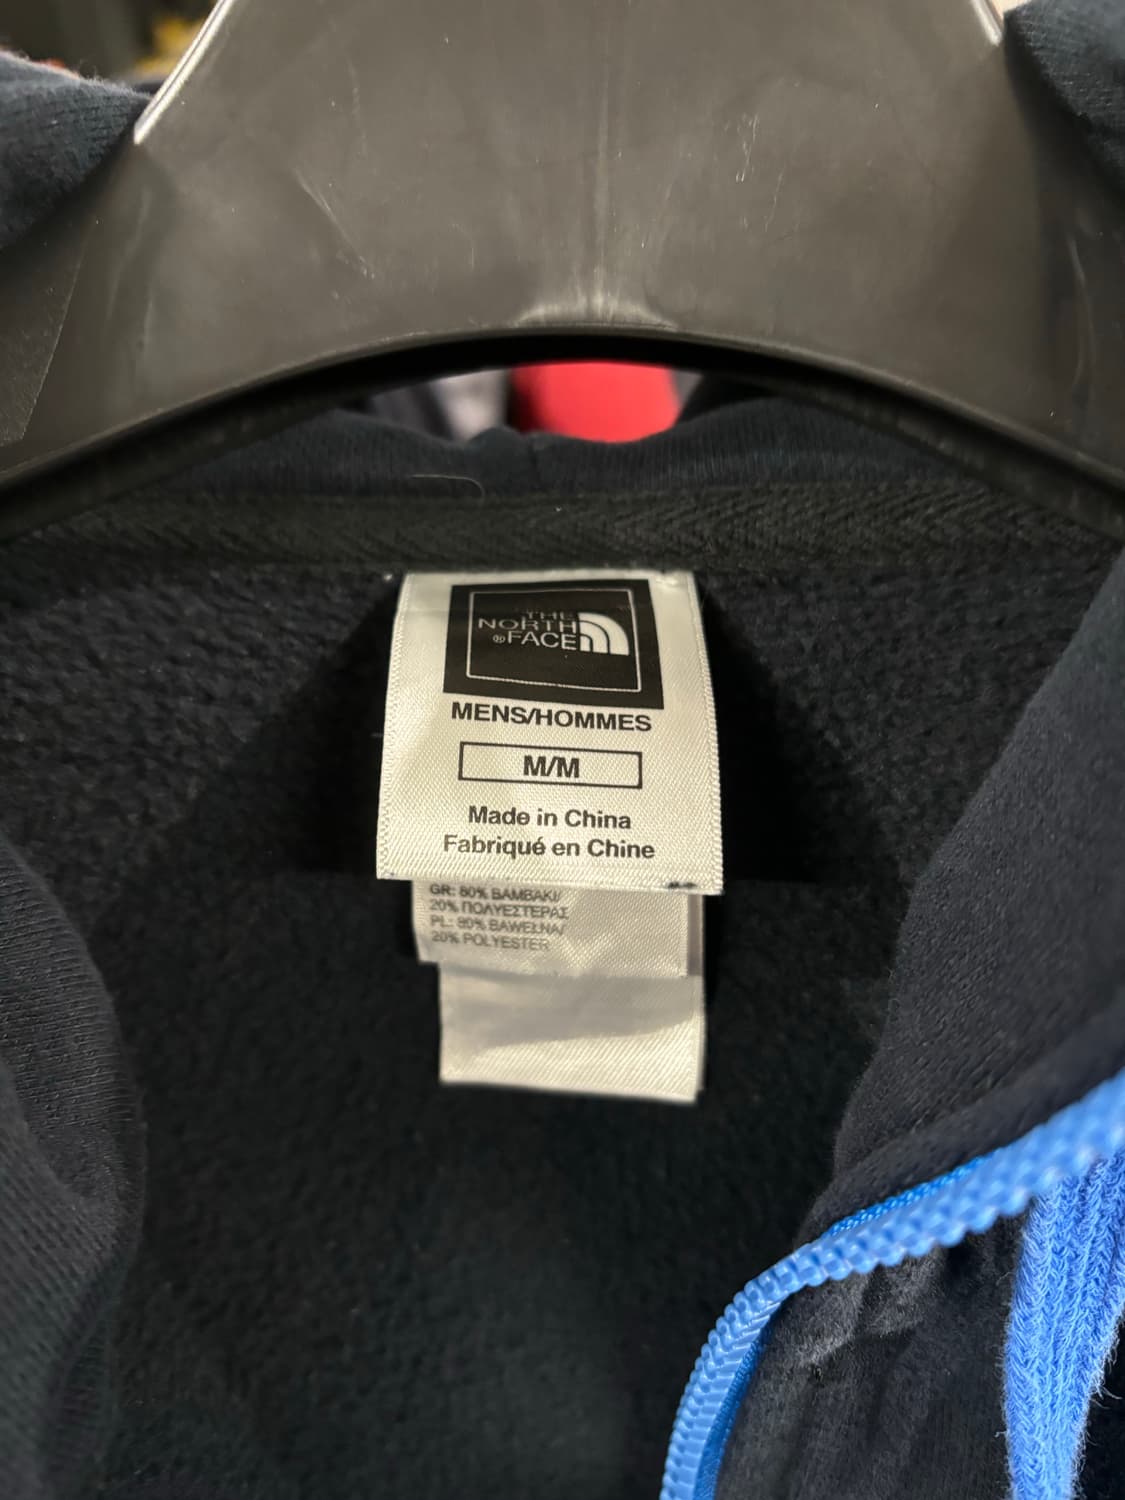 THE
NORTH
®FACE
MENS/HOMMES
M/M
Made in China
Fabriqué en Chine
GR: 80% ΒΑΜΒΑΚΙ/
20% ΠΟΛΥΕΣΤΕΡΑΣ
PL: 80% BAWEŁNA/
20% POLYESTER